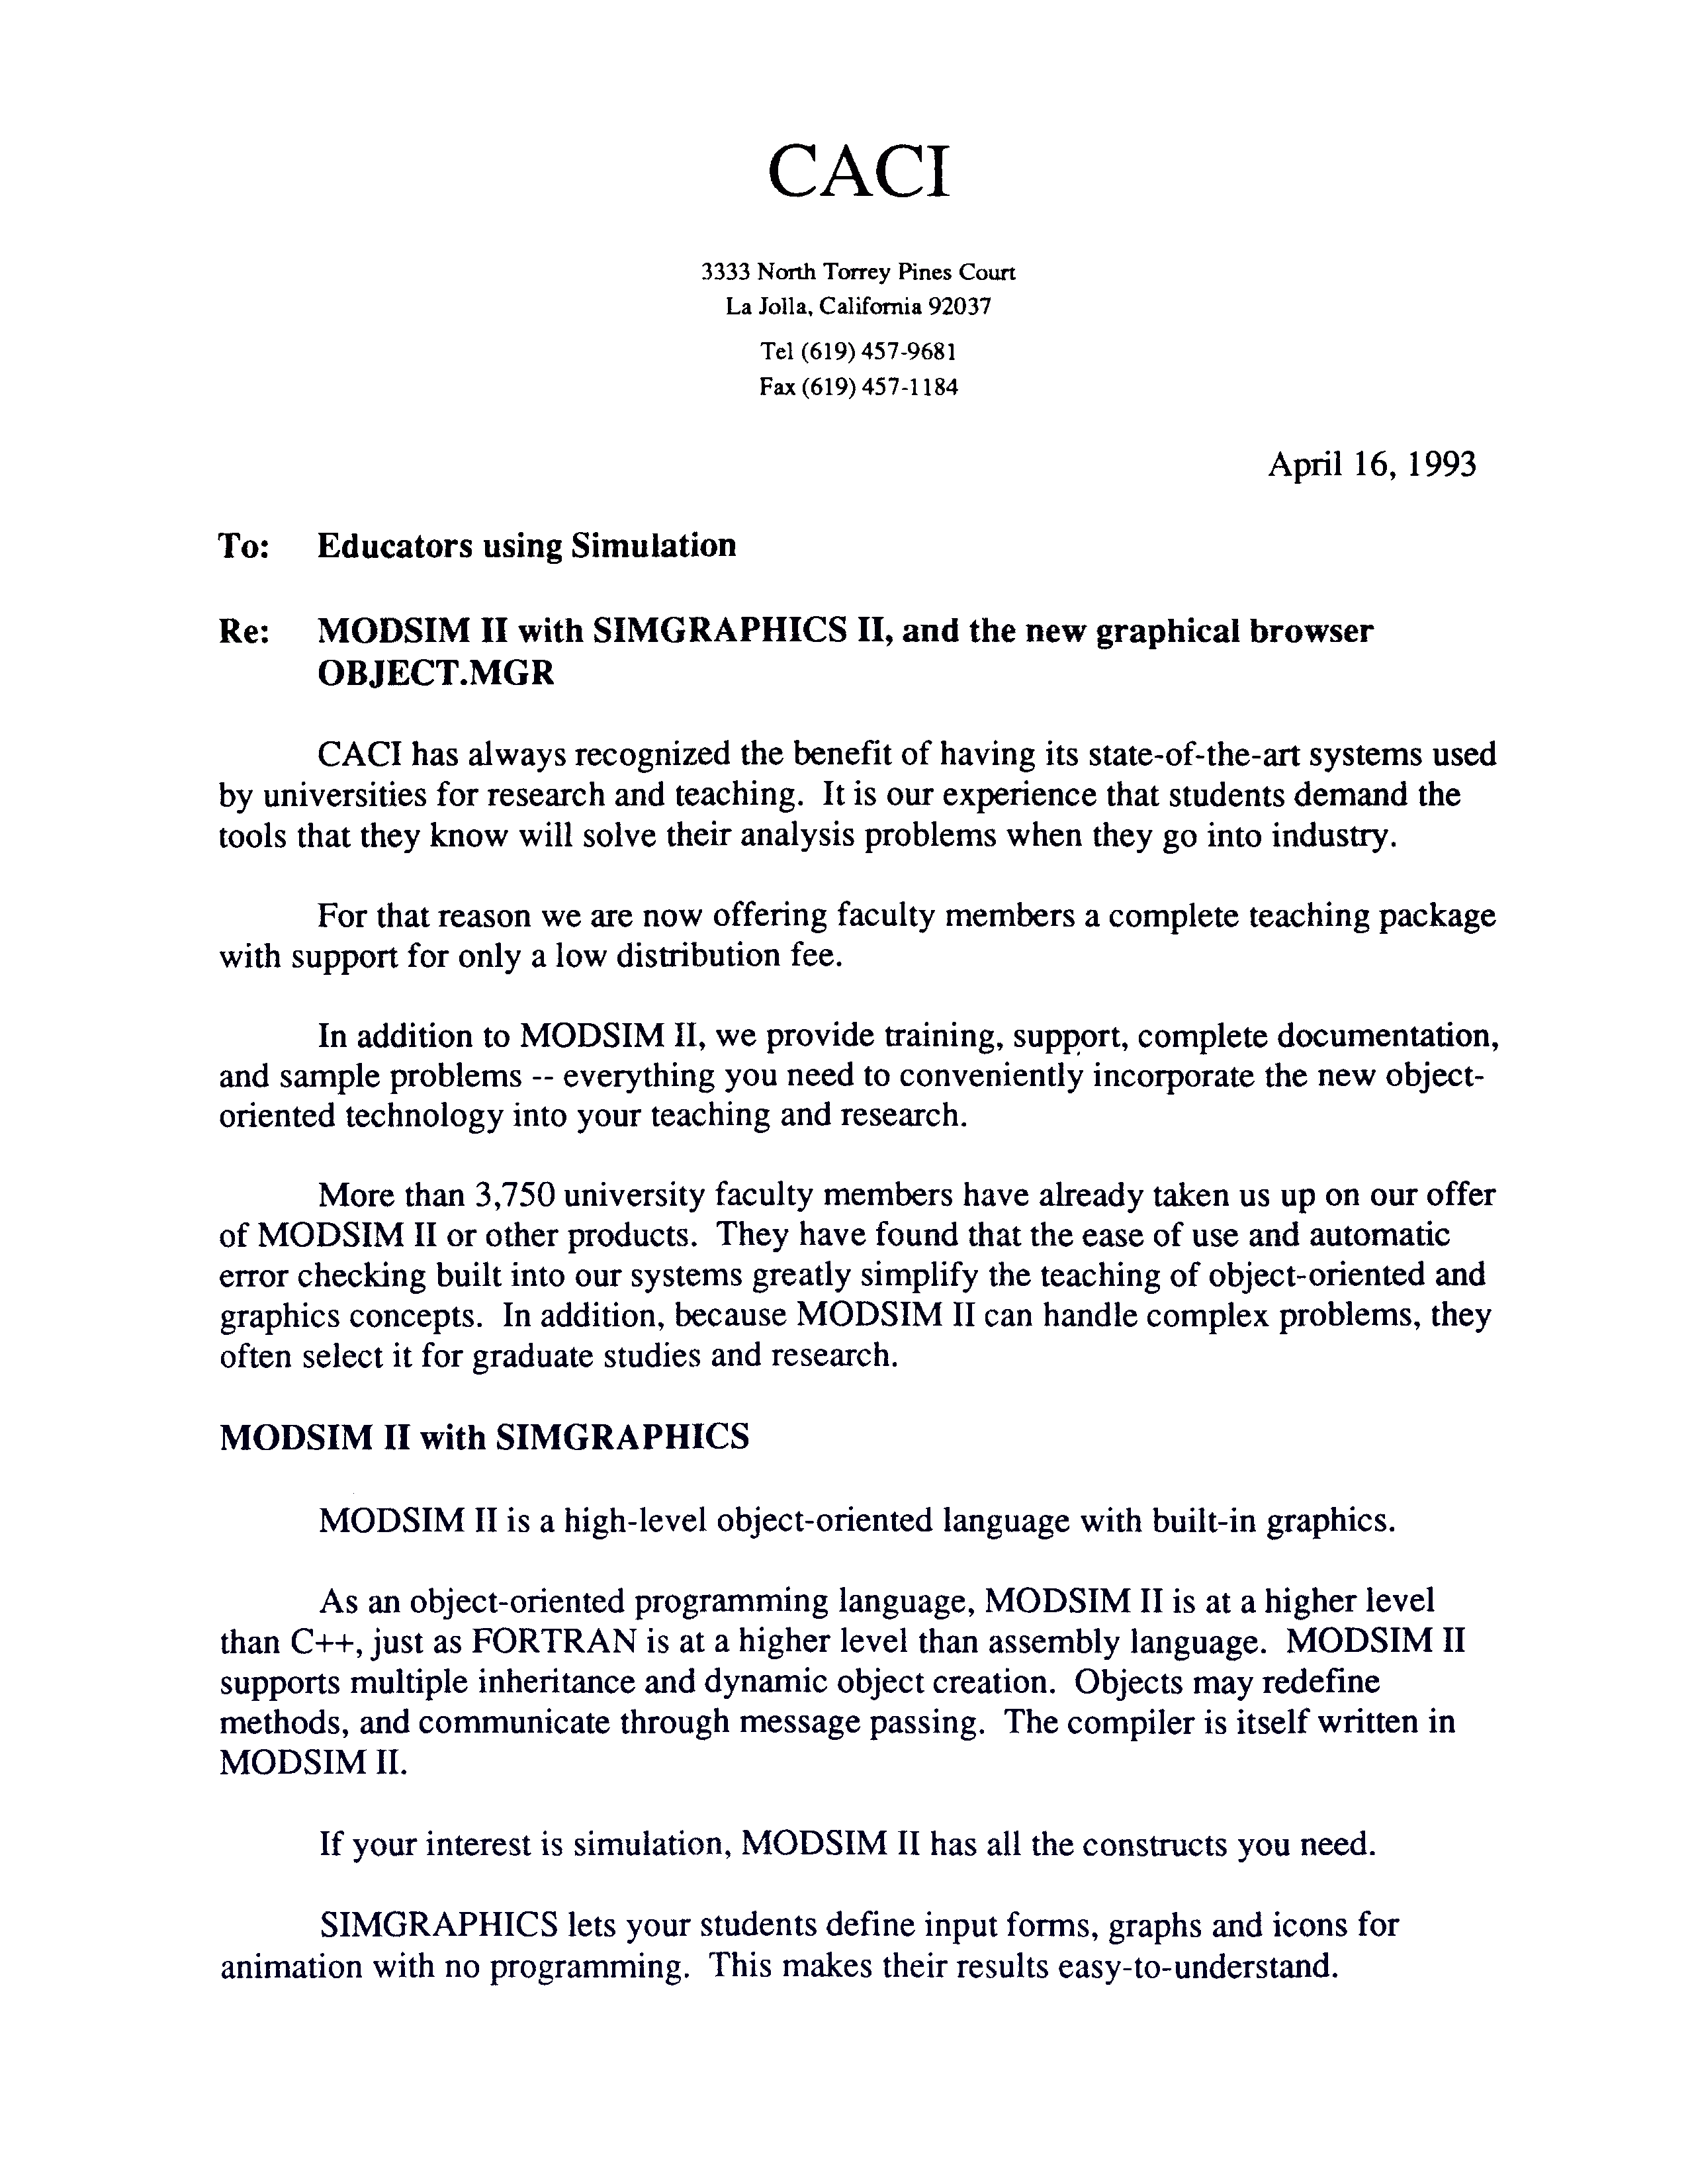 CACI
3333 North Torrey Pines Court
La Jolla, California 92037
Tel (619) 457-9681
Fax (619) 457-1184
April 16, 1993
To: Educators using Simulation
Re: MODSIM II with SIMGRAPHICS II, and the new graphical browser
OBJECT.MGR
CACI has always recognized the benefit of having its state-of-the-art systems used
by universities for research and teaching. It is our experience that students demand the
tools that they know will solve their analysis problems when they go into industry.
For that reason we are now offering faculty members a complete teaching package
with support for only a low distribution fee.
In addition to MODSIM II, we provide training, support, complete documentation,
and sample problems -- everything you need to conveniently incorporate the new object-
oriented technology into your teaching and research.
More than 3,750 university faculty members have already taken us up on our offer
of MODSIM II or other products. They have found that the ease of use and automatic
error checking built into our systems greatly simplify the teaching of object-oriented and
graphics concepts. In addition, because MODSIM II can handle complex problems, they
often select it for graduate studies and research.
MODSIM II with SIMGRAPHICS
MODSIM II is a high-level object-oriented language with built-in graphics.
As an object-oriented programming language, MODSIM II is at a higher level
than C++, just as FORTRAN is at a higher level than assembly language. MODSIM II
supports multiple inheritance and dynamic object creation. Objects may redefine
methods, and communicate through message passing. The compiler is itself written in
MODSIM II.
If your interest is simulation, MODSIM II has all the constructs you need.
SIMGRAPHICS lets your students define input forms, graphs and icons for
animation with no programming. This makes their results easy-to-understand.